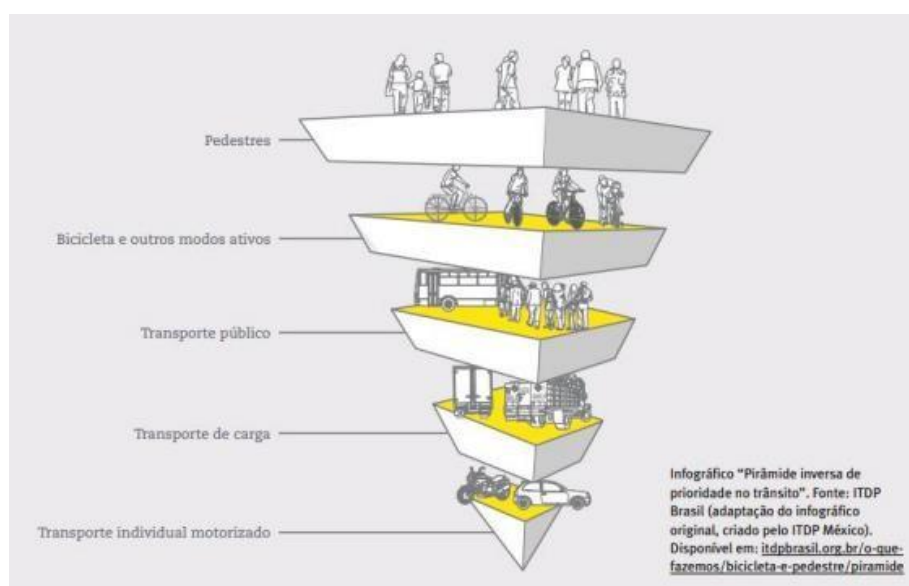 Pedestres
Bicicleta e outros modos ativos
Transporte público
Transporte de carga
Transporte individual motorizado
Infográfico "Pirâmide inversa de
prioridade no trânsito". Fonte: ITDP
Brasil (adaptação do infográfico
original, criado pelo ITDP México).
Disponível em: itdpbrasil.org.br/o-que-
fazemos/bicicleta-e-pedestre/piramide